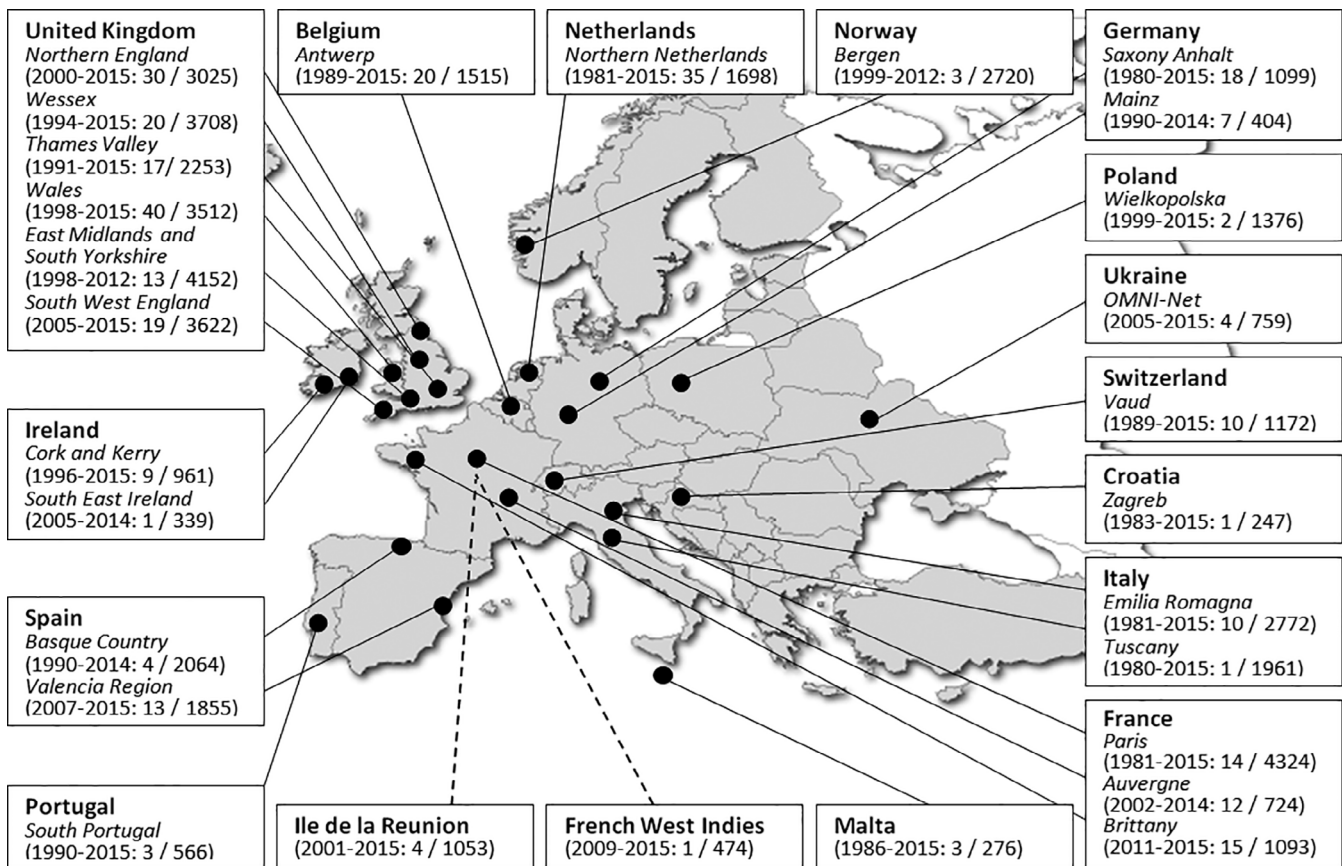 United Kingdom
Northern England
(2000-2015: 30 / 3025)
Wessex
(1994-2015: 20 / 3708)
Thames Valley
(1991-2015: 17/ 2253)
Wales
(1998-2015: 40 / 3512)
East Midlands and
South Yorkshire
(1998-2012: 13 / 4152)
South West England
(2005-2015: 19 / 3622)
Belgium
Antwerp
(1989-2015: 20 / 1515)
Netherlands
Northern Netherlands
(1981-2015: 35 / 1698)
Norway
Bergen
(1999-2012: 3 / 2720)
Germany
Saxony Anhalt
(1980-2015: 18 / 1099)
Mainz
(1990-2014: 7 / 404)
Poland
Wielkopolska
(1999-2015: 2 / 1376)
Ukraine
OMNI-Net
(2005-2015: 4 / 759)
Switzerland
Vaud
(1989-2015: 10 / 1172)
Croatia
Zagreb
(1983-2015: 1 / 247)
Italy
Emilia Romagna
(1981-2015: 10 / 2772)
Tuscany
(1980-2015: 1 / 1961)
France
Paris
(1981-2015: 14 / 4324)
Auvergne
(2002-2014: 12 / 724)
Brittany
(2011-2015: 15 / 1093)
Ireland
Cork and Kerry
(1996-2015: 9 / 961)
South East Ireland
(2005-2014: 1 / 339)
Spain
Basque Country
(1990-2014: 4 / 2064)
Valencia Region
(2007-2015: 13 / 1855)
Portugal
South Portugal
(1990-2015: 3 / 566)
Ile de la Reunion
(2001-2015: 4 / 1053)
French West Indies
(2009-2015: 1 / 474)
Malta
(1986-2015: 3 / 276)